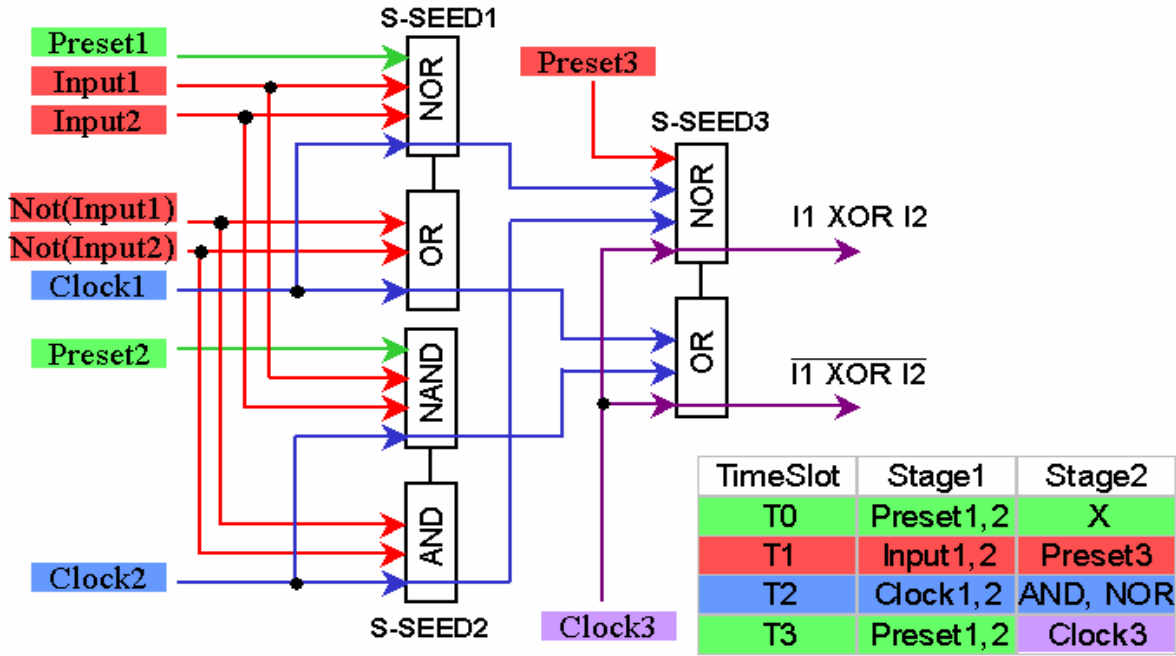 S-SEED1
Preset1
Input1
Input2
NOR
Preset3
S-SEED3
Not(Input1)
Not(Input2)
Clock1
OR
NOR
I1 XOR I2
Preset2
NAND
OR
I1 XOR I2
AND
Clock2
S-SEED2
Clock3
TimeSlot Stage1 Stage2
T0 Preset1,2 X
T1 Input1,2 Preset3
T2 Clock1,2 AND, NOR
T3 Preset1,2 Clock3